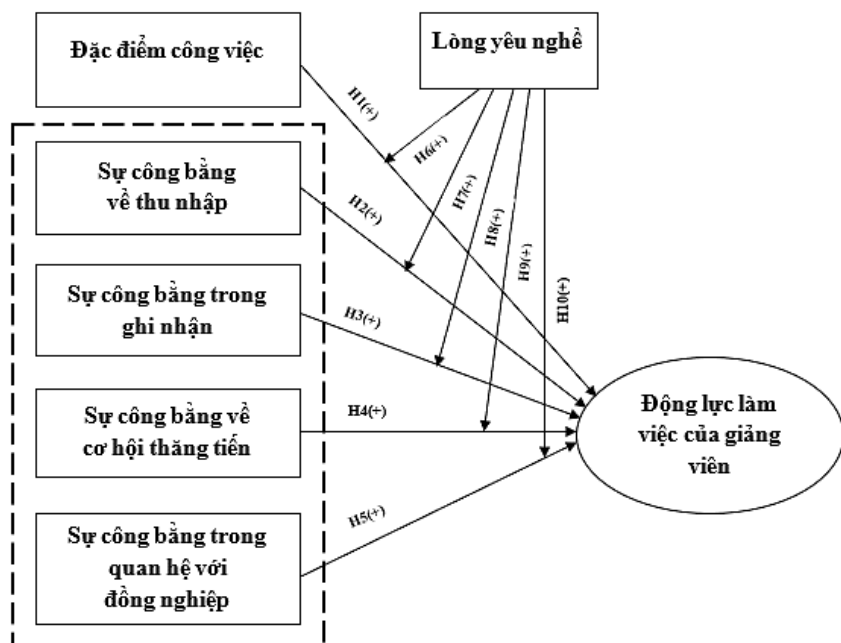 Đặc điểm công việc
Lòng yêu nghề
Sự công bằng
về thu nhập
Sự công bằng trong
ghi nhận
Sự công bằng về
cơ hội thăng tiến
Sự công bằng trong
quan hệ với
đồng nghiệp
H1(+)
H2(+)
H3(+)
H4(+)
H5(+)
H6(+)
H7(+)
H8(+)
H9(+)
H10(+)
Động lực làm
việc của giảng
viên